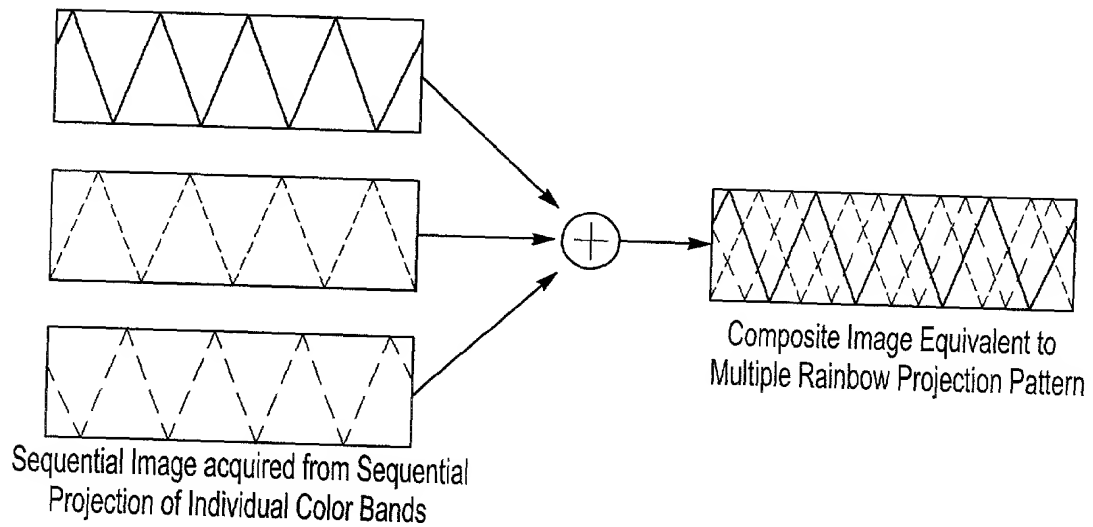 Composite Image Equivalent to
Multiple Rainbow Projection Pattern
Sequential Image acquired from Sequential
Projection of Individual Color Bands